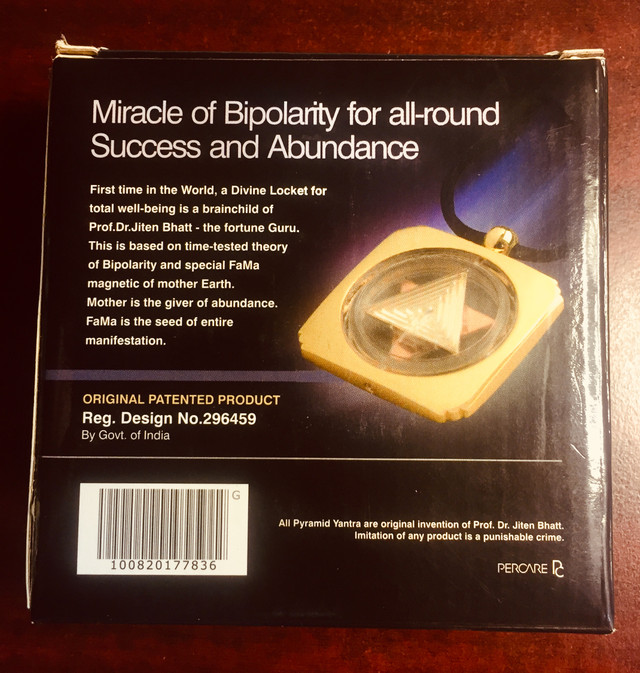 Miracle of Bipolarity for all-round
Success and Abundance
First time in the World, a Divine Locket for
total well-being is a brainchild of
Prof.Dr.Jiten Bhatt - the fortune Guru.
This is based on time-tested theory
of Bipolarity and special FaMa
magnetic of mother Earth.
Mother is the giver of abundance.
FaMa is the seed of entire
manifestation.
ORIGINAL PATENTED PRODUCT
Reg. Design No.296459
By Govt. of India
G
100820177836
All Pyramid Yantra are original invention of Prof. Dr. Jiten Bhatt.
Imitation of any product is a punishable crime.
PERCARE PC